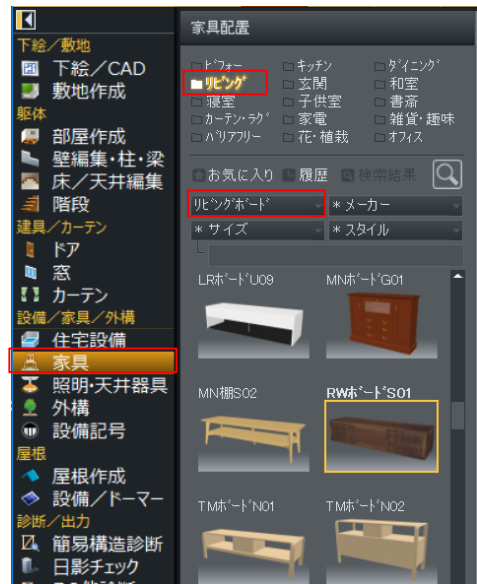 下絵／敷地
下絵／CAD
敷地作成
躯体
部屋作成
壁編集・柱・梁
床／天井編集
階段
建具／カーテン
ドア
窓
カーテン
設備／家具／外構
住宅設備
家具
照明・天井器具
外構
設備記号
屋根
屋根作成
設備／ドーマー
診断／出力
簡易構造診断
日影チェック
家具配置
ﾋﾞﾌｫｰ ｷｯﾁﾝ ﾀﾞｲﾆﾝｸﾞ
ﾘﾋﾞﾝｸﾞ 玄関 和室
寝室 子供室 書斎
ｶｰﾃﾝ・ﾗｸﾞ 家電 雑貨・趣味
ﾊﾞﾘｱﾌﾘｰ 花・植栽 ｵﾌｨｽ
お気に入り 履歴 検索結果
ﾘﾋﾞﾝｸﾞﾎﾞｰﾄﾞ ＊メーカー
＊サイズ ＊スタイル
LRﾎﾞｰﾄﾞU09 MNﾎﾞｰﾄﾞG01
MN棚S02 RWﾎﾞｰﾄﾞS01
TMﾎﾞｰﾄﾞN01 TMﾎﾞｰﾄﾞN02